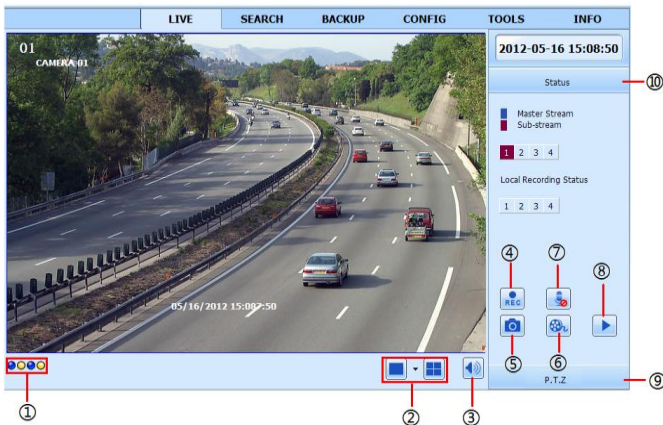 LIVE SEARCH BACKUP CONFIG TOOLS INFO
01
CAMERA 01
2012-05-16 15:08:50
Status
⑩
Master Stream
Sub-stream
1 2 3 4
Local Recording Status
1 2 3 4
④ ⑦
⑧
REC
05/16/2012 15:08:50
⑤ ⑥
P.T.Z
⑨
① ② ③